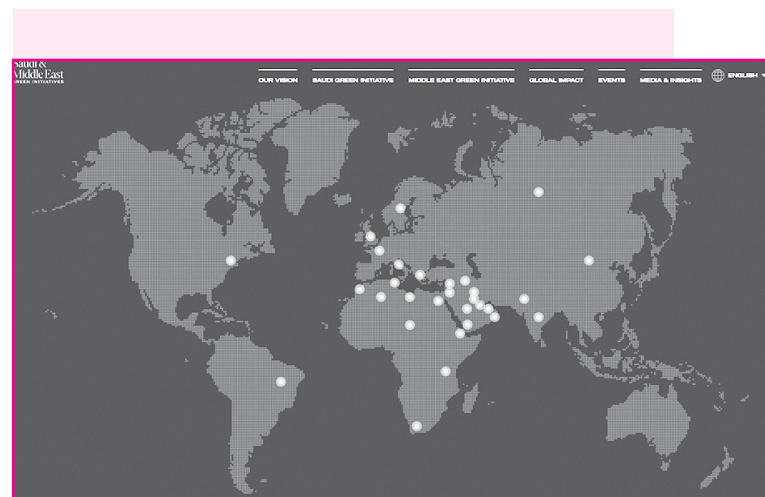 Saudi &
Middle East
GREEN INITIATIVES
OUR VISION
SAUDI GREEN INITIATIVE
MIDDLE EAST GREEN INITIATIVE
GLOBAL IMPACT
EVENTS
MEDIA & INSIGHTS
ENGLISH